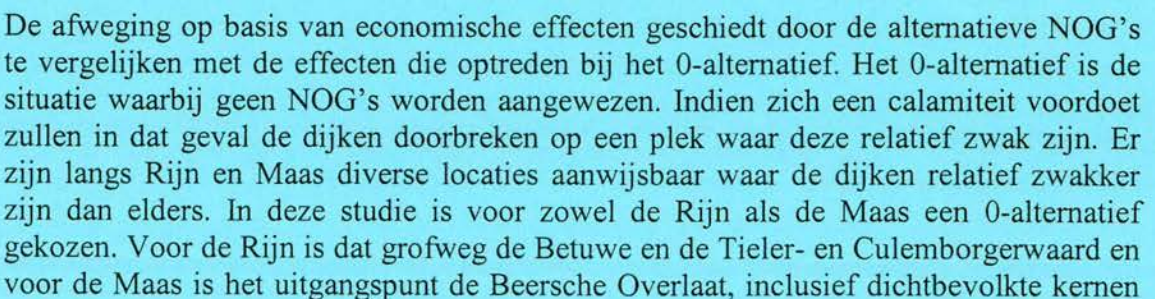 De afweging op basis van economische effecten geschiedt door de alternatieve NOG's
te vergelijken met de effecten die optreden bij het 0-alternatief. Het 0-alternatief is de
situatie waarbij geen NOG's worden aangewezen. Indien zich een calamiteit voordoet
zullen in dat geval de dijken doorbreken op een plek waar deze relatief zwak zijn. Er
zijn langs Rijn en Maas diverse locaties aanwijsbaar waar de dijken relatief zwakker
zijn dan elders. In deze studie is voor zowel de Rijn als de Maas een 0-alternatief
gekozen. Voor de Rijn is dat grofweg de Betuwe en de Tieler- en Culemborgerwaard en
voor de Maas is het uitgangspunt de Beersche Overlaat, inclusief dichtbevolkte kernen